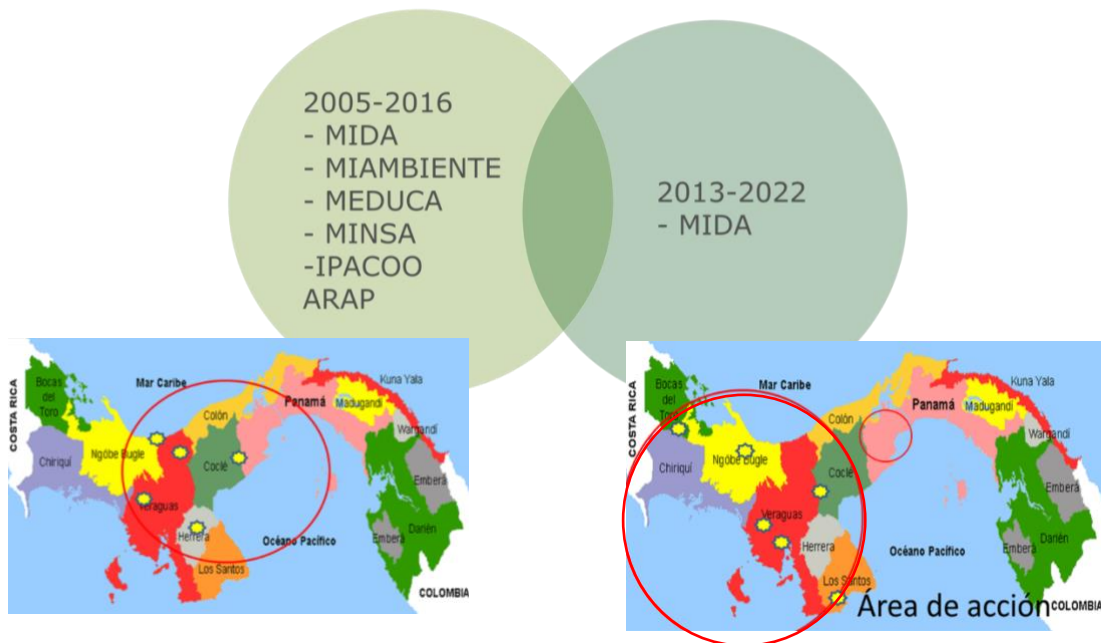 2005-2016
- MIDA
- MIAMBIENTE
- MEDUCA
- MINSA
-IPACOO
ARAP
2013-2022
- MIDA
COSTA RICA
Bocas
del
Toro
Mar Caribe
Kuna Yala
Panamá
Madugandi
Colón
Wargandí
Chiriquí
Ngöbe Bugle
Coclé
Emberá
Veraguas
Herrera
Océano Pacífico
Emberá
Darién
Los Santos
COLOMBIA
COSTA RICA
Bocas
del
Toro
Mar Caribe
Kuna Yala
Panamá
Madugandi
Colón
Wargandí
Chiriquí
Ngöbe Bugle
Coclé
Emberá
Veraguas
Herrera
Océano Pacífico
Emberá
Darién
Los Santos
Área de acción
COLOMBIA